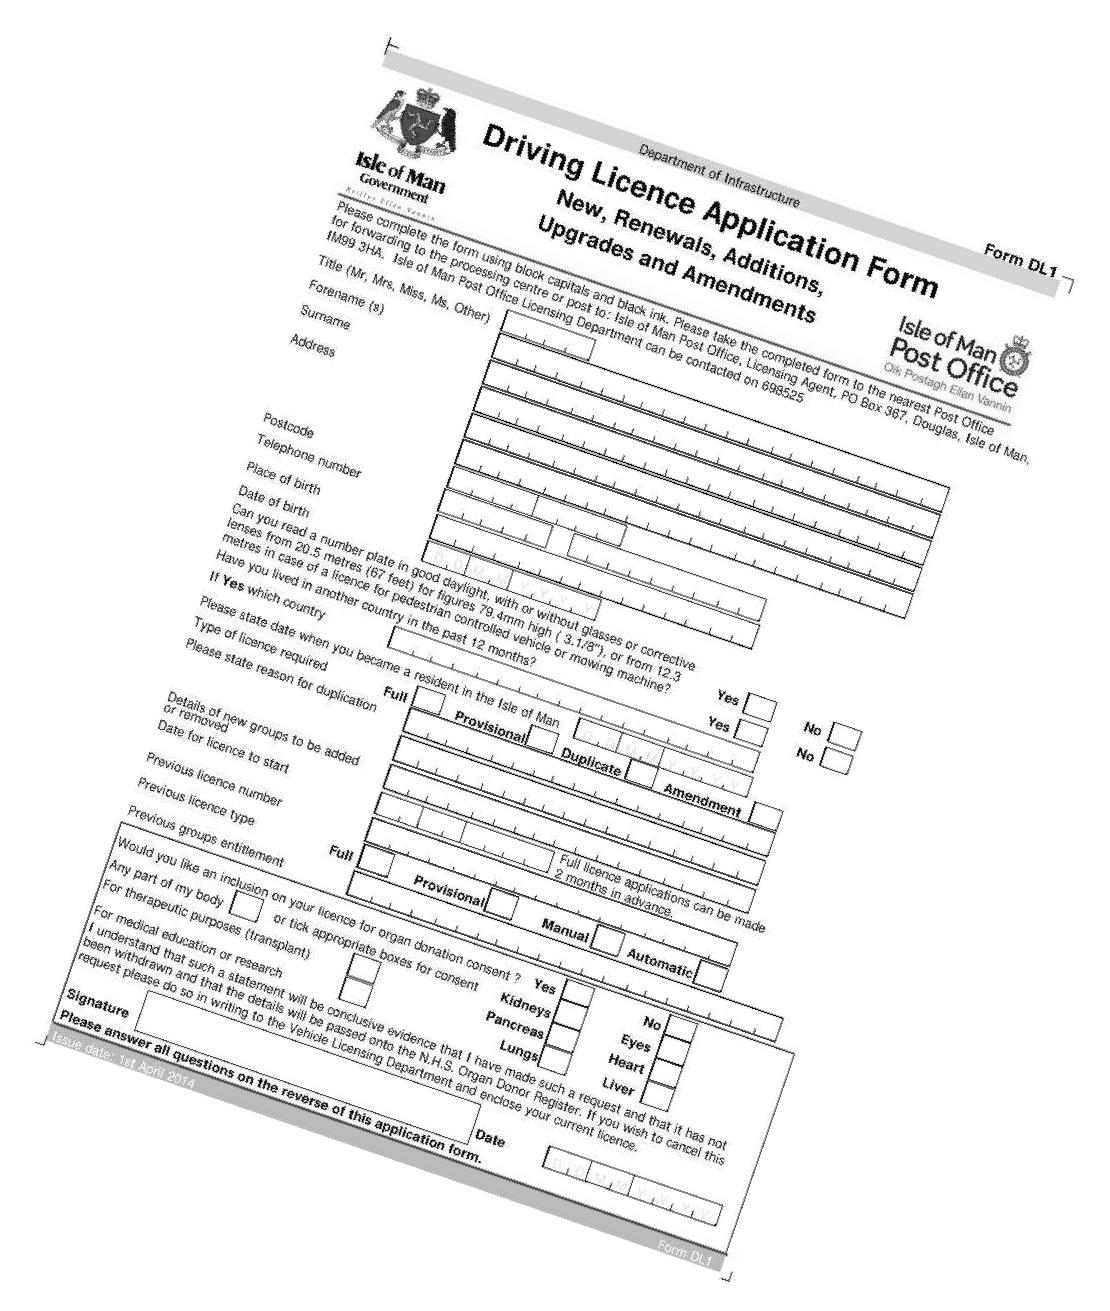 Department of Infrastructure
Form DL1
Isle of Man
Government
Reiltys Ellan Vannin
Driving Licence Application Form
New, Renewals, Additions,
Upgrades and Amendments
Isle of Man
Post Office
Oik Postagh Ellan Vannin
Please complete the form using block capitals and black ink. Please take the completed form to the nearest Post Office
for forwarding to the processing centre or post to: Isle of Man Post Office, Licensing Agent, PO Box 367, Douglas, Isle of Man,
IM99 3HA. Isle of Man Post Office Licensing Department can be contacted on 698525
Title (Mr, Mrs, Miss, Ms, Other)
Forename (s)
Surname
Address
Postcode
Telephone number
Place of birth
Date of birth
D D M M Y Y Y Y
Can you read a number plate in good daylight, with or without glasses or corrective
lenses from 20.5 metres (67 feet) for figures 79.4mm high ( 3.1/8"), or from 12.3
metres in case of a licence for pedestrian controlled vehicle or mowing machine?
Yes No
Have you lived in another country in the past 12 months?
Yes No
If Yes which country
Please state date when you became a resident in the Isle of Man
D D M M Y Y Y Y
Type of licence required
Full Provisional Duplicate Amendment
Please state reason for duplication
Details of new groups to be added
or removed
Date for licence to start
Full licence applications can be made
2 months in advance.
Previous licence number
Previous licence type
Full Provisional Manual Automatic
Previous groups entitlement
Would you like an inclusion on your licence for organ donation consent ? Yes No
Any part of my body or tick appropriate boxes for consent Kidneys Eyes
For therapeutic purposes (transplant) Pancreas Heart
For medical education or research Lungs Liver
I understand that such a statement will be conclusive evidence that I have made such a request and that it has not
been withdrawn and that the details will be passed onto the N.H.S. Organ Donor Register. If you wish to cancel this
request please do so in writing to the Vehicle Licensing Department and enclose your current licence.
Signature Date
D D M M Y Y Y Y
Please answer all questions on the reverse of this application form.
Issue date: 1st April 2014
Form DL1